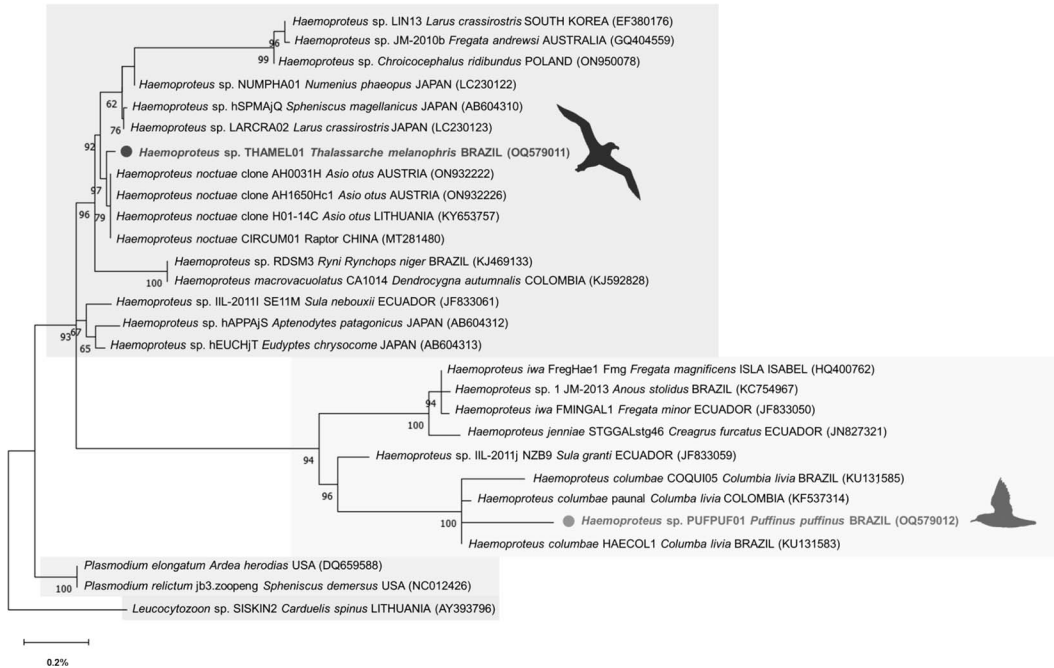 Haemoproteus sp. LIN13 Larus crassirostris SOUTH KOREA (EF380176)
96
Haemoproteus sp. JM-2010b Fregata andrewsi AUSTRALIA (GQ404559)
99
Haemoproteus sp. Chroicocephalus ridibundus POLAND (ON950078)
Haemoproteus sp. NUMPHA01 Numenius phaeopus JAPAN (LC230122)
62
Haemoproteus sp. hSPMAjQ Spheniscus magellanicus JAPAN (AB604310)
76
Haemoproteus sp. LARCRA02 Larus crassirostris JAPAN (LC230123)
92
Haemoproteus sp. THAMEL01 Thalassarche melanophris BRAZIL (OQ579011)
Haemoproteus noctuae clone AH0031H Asio otus AUSTRIA (ON932222)
97
Haemoproteus noctuae clone AH1650Hc1 Asio otus AUSTRIA (ON932226)
96
79
Haemoproteus noctuae clone H01-14C Asio otus LITHUANIA (KY653757)
Haemoproteus noctuae CIRCUM01 Raptor CHINA (MT281480)
Haemoproteus sp. RDSM3 Ryni Rynchops niger BRAZIL (KJ469133)
100
Haemoproteus macrovacuolatus CA1014 Dendrocygna autumnalis COLOMBIA (KJ592828)
Haemoproteus sp. IIL-2011I SE11M Sula nebouxii ECUADOR (JF833061)
Haemoproteus sp. hAPPAjS Aptenodytes patagonicus JAPAN (AB604312)
93
67
65
Haemoproteus sp. hEUCHjT Eudyptes chrysocome JAPAN (AB604313)
Haemoproteus iwa FregHae1 Fmg Fregata magnificens ISLA ISABEL (HQ400762)
Haemoproteus sp. 1 JM-2013 Anous stolidus BRAZIL (KC754967)
94
Haemoproteus iwa FMINGAL1 Fregata minor ECUADOR (JF833050)
100
Haemoproteus jenniae STGGALstg46 Creagrus furcatus ECUADOR (JN827321)
94
Haemoproteus sp. IIL-2011j NZB9 Sula granti ECUADOR (JF833059)
Haemoproteus columbae COQUI05 Columbia livia BRAZIL (KU131585)
96
Haemoproteus columbae paunal Columba livia COLOMBIA (KF537314)
100
Haemoproteus sp. PUFPUF01 Puffinus puffinus BRAZIL (OQ579012)
Haemoproteus columbae HAECOL1 Columba livia BRAZIL (KU131583)
Plasmodium elongatum Ardea herodias USA (DQ659588)
100
Plasmodium relictum jb3.zoopeng Spheniscus demersus USA (NC012426)
Leucocytozoon sp. SISKIN2 Carduelis spinus LITHUANIA (AY393796)
0.2%